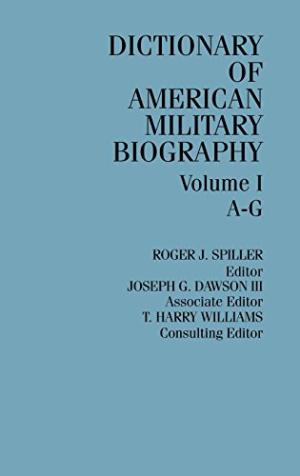 DICTIONARY
OF
AMERICAN
MILITARY
BIOGRAPHY
Volume I
A-G
ROGER J. SPILLER
Editor
JOSEPH G. DAWSON III
Associate Editor
T. HARRY WILLIAMS
Consulting Editor